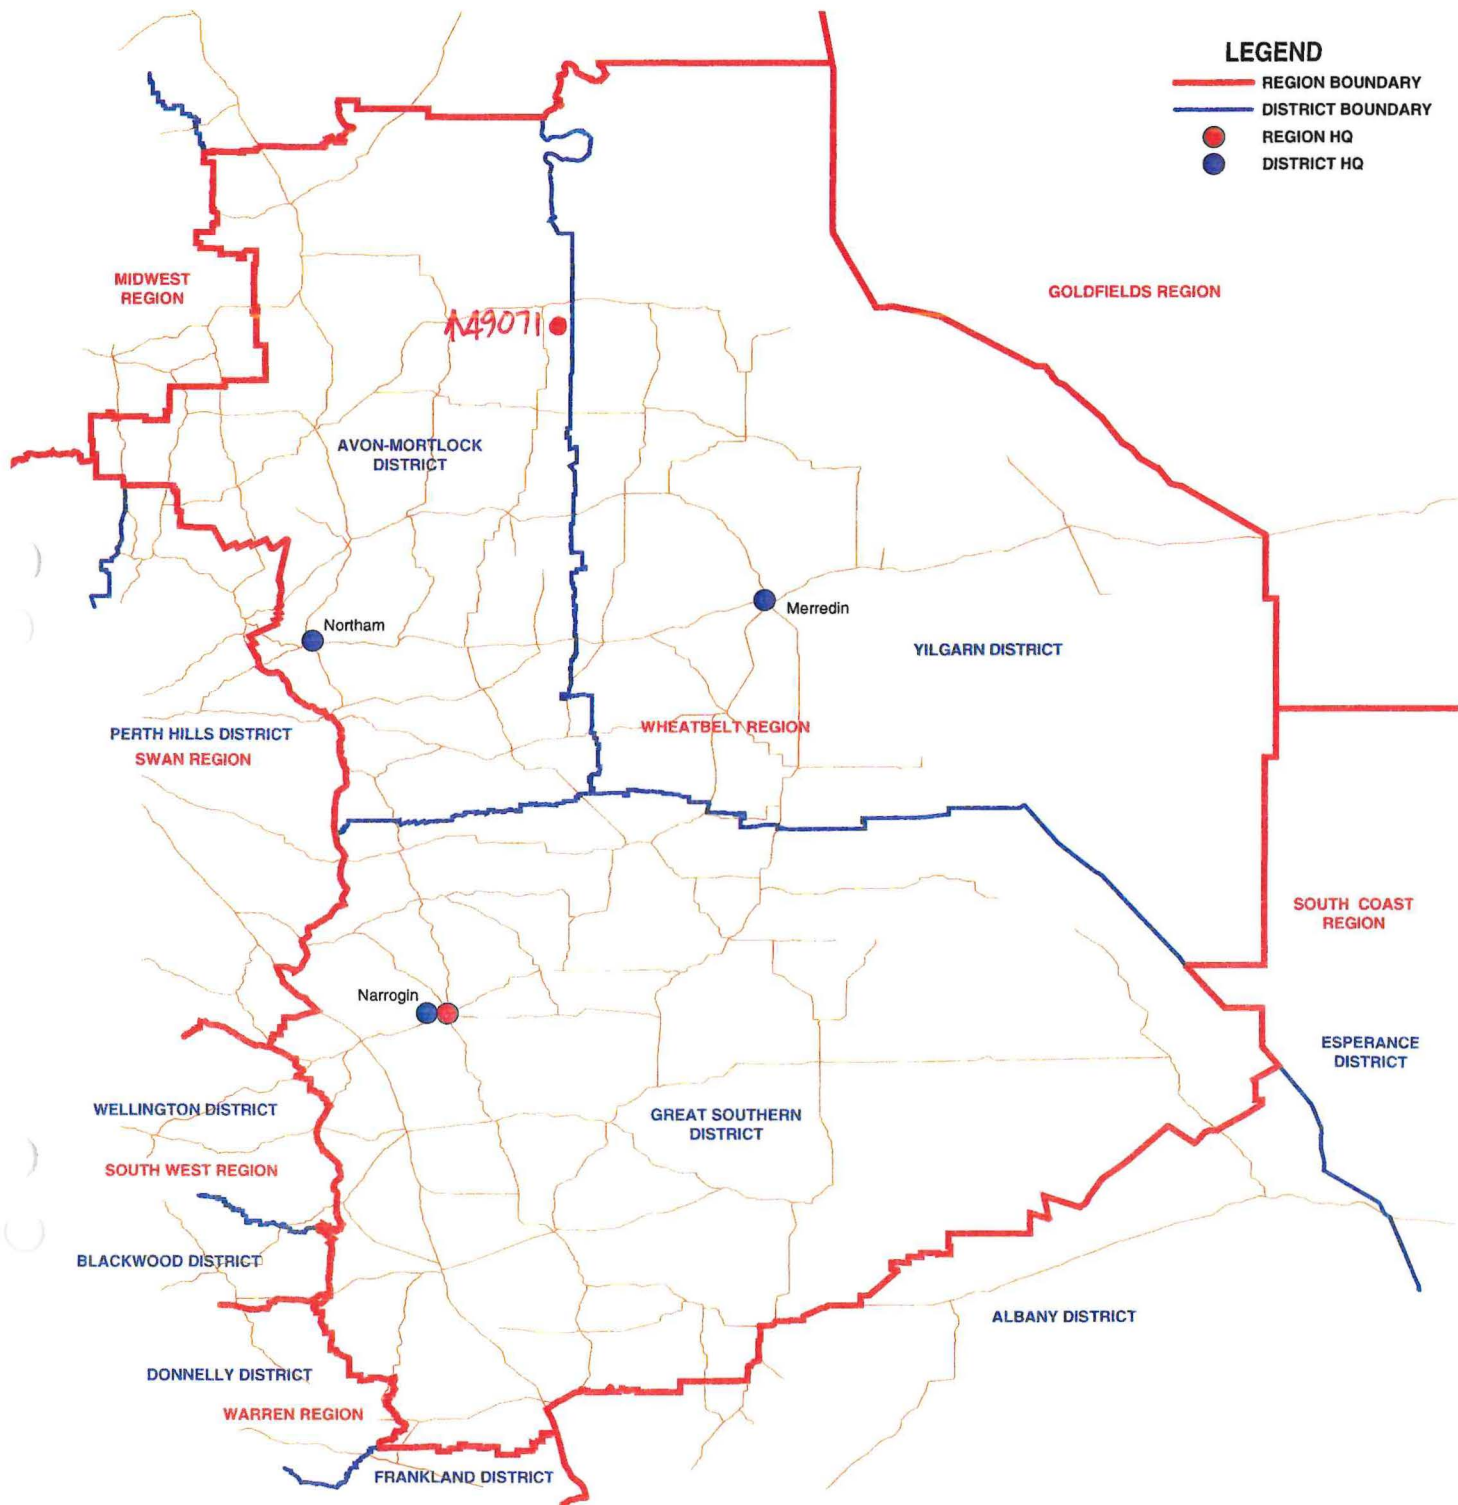 LEGEND
REGION BOUNDARY
DISTRICT BOUNDARY
REGION HQ
DISTRICT HQ
MIDWEST
REGION
GOLDFIELDS REGION
A49071
AVON-MORTLOCK
DISTRICT
Northam
Merredin
YILGARN DISTRICT
PERTH HILLS DISTRICT
SWAN REGION
WHEATBELT REGION
SOUTH COAST
REGION
Narrogin
ESPERANCE
DISTRICT
WELLINGTON DISTRICT
GREAT SOUTHERN
DISTRICT
SOUTH WEST REGION
BLACKWOOD DISTRICT
ALBANY DISTRICT
DONNELLY DISTRICT
WARREN REGION
FRANKLAND DISTRICT